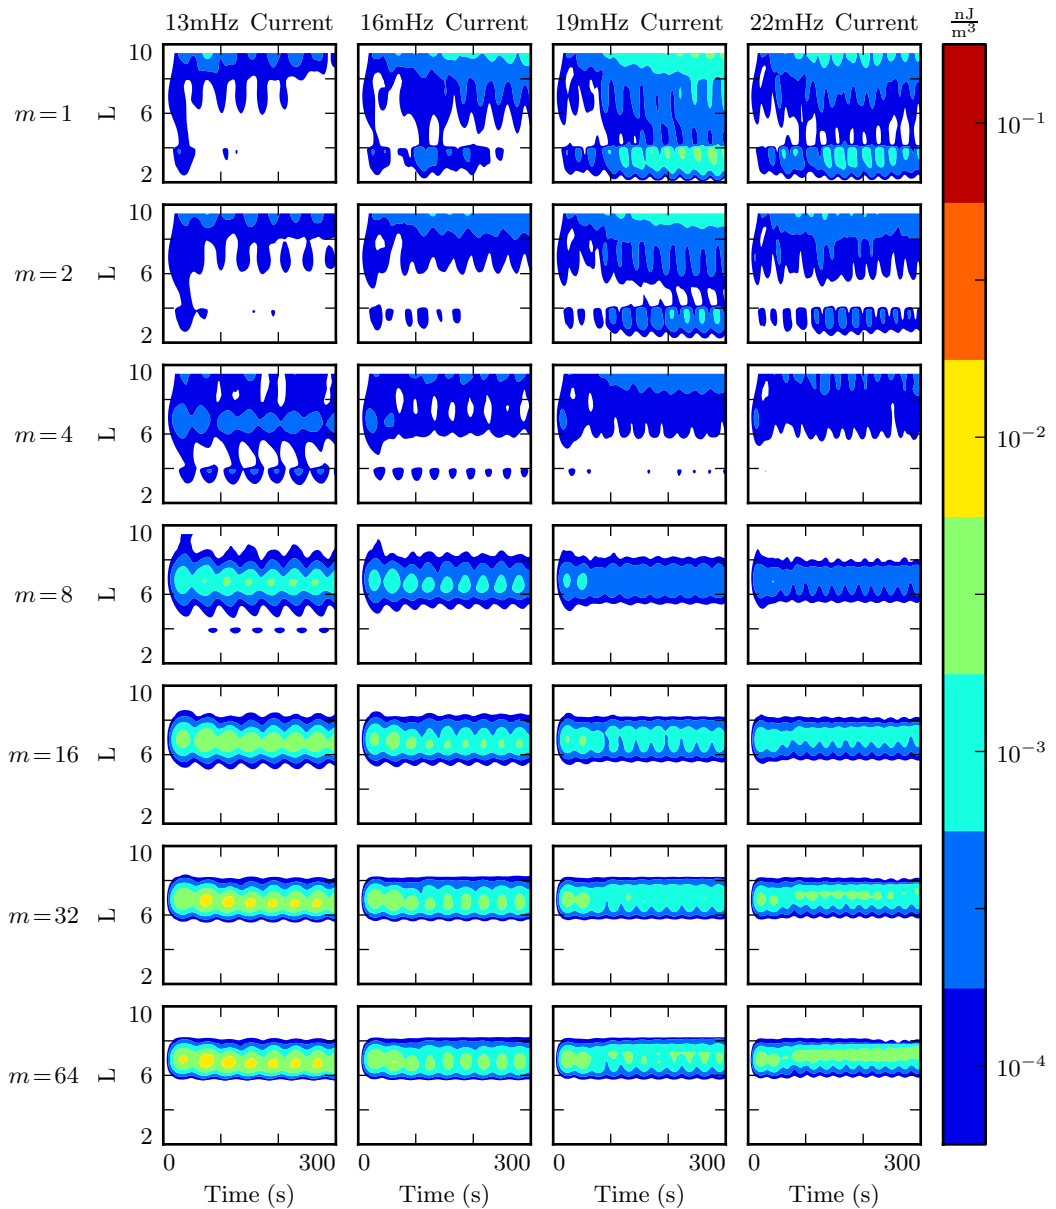 13mHz Current 16mHz Current 19mHz Current 22mHz Current nJ/m³
10
m=1 L 6
2
10⁻¹
10
m=2 L 6
2
10
m=4 L 6
2
10⁻²
10
m=8 L 6
2
10
m=16 L 6
2
10⁻³
10
m=32 L 6
2
10
m=64 L 6
2
10⁻⁴
0 300 0 300 0 300 0 300
Time (s) Time (s) Time (s) Time (s)